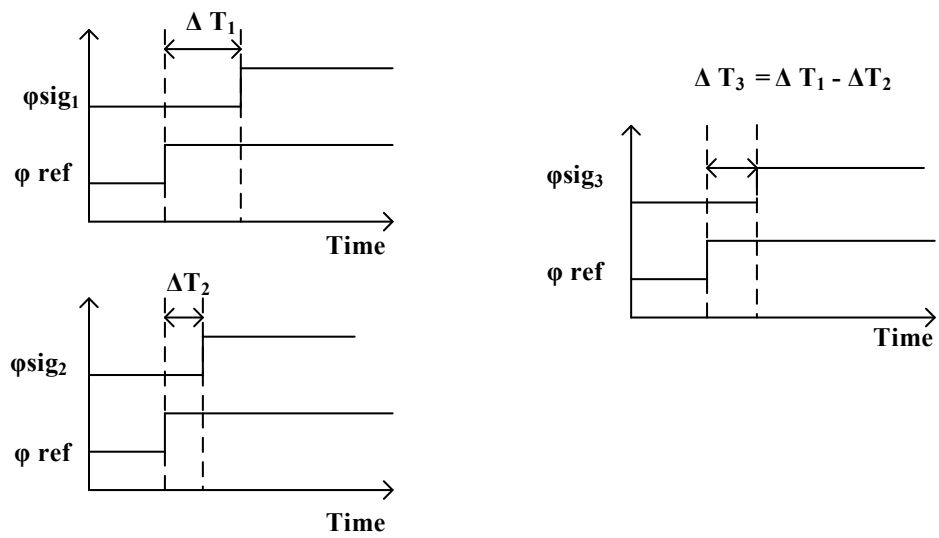 Δ T₁
φsig₁
φ ref
Time
ΔT₂
φsig₂
φ ref
Time
Δ T₃ = Δ T₁ - ΔT₂
φsig₃
φ ref
Time